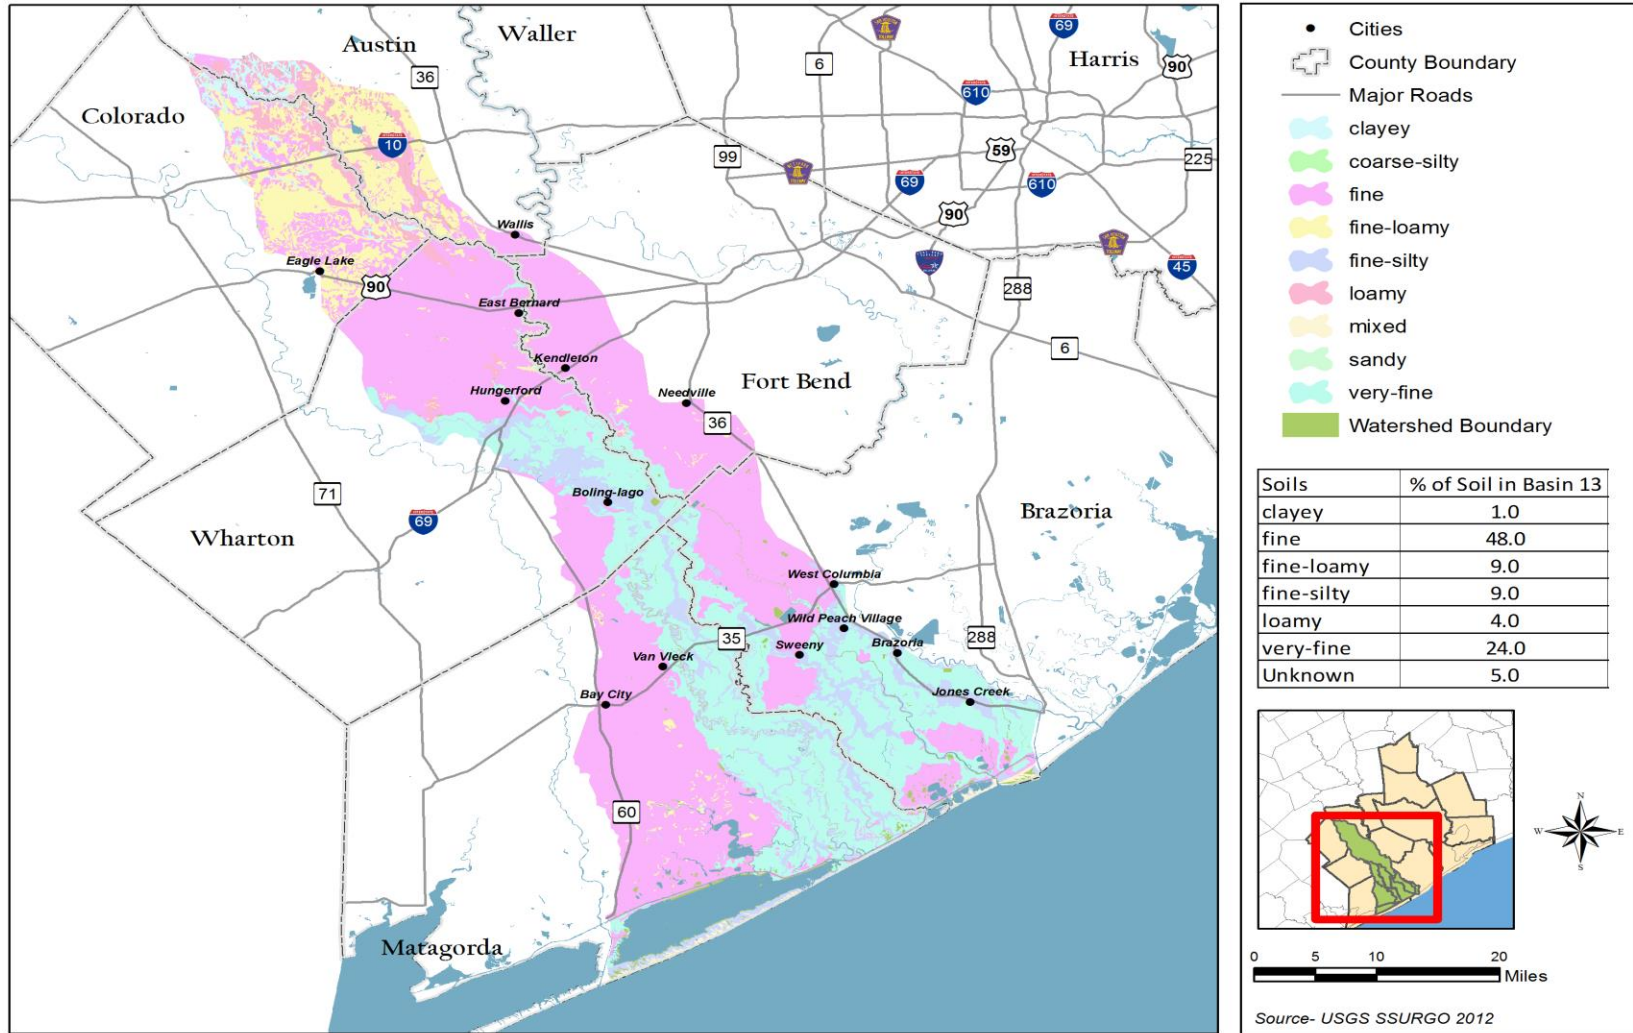 Austin
Waller
Harris
Colorado
36
6
69
90
610
10
99
59
225
69
610
90
Wallis
Eagle Lake
90
45
288
East Bernard
6
Kendleton
Fort Bend
Hungerford
Needville
36
71
Boling-Iago
69
Brazoria
Wharton
West Columbia
Wild Peach Village
35
288
Sweeny
Brazoria
Van Vleck
Bay City
Jones Creek
60
Matagorda
Cities
County Boundary
Major Roads
clayey
coarse-silty
fine
fine-loamy
fine-silty
loamy
mixed
sandy
very-fine
Watershed Boundary
Soils % of Soil in Basin 13
clayey 1.0
fine 48.0
fine-loamy 9.0
fine-silty 9.0
loamy 4.0
very-fine 24.0
Unknown 5.0
N
W E
S
0 5 10 20
Miles
Source- USGS SSURGO 2012